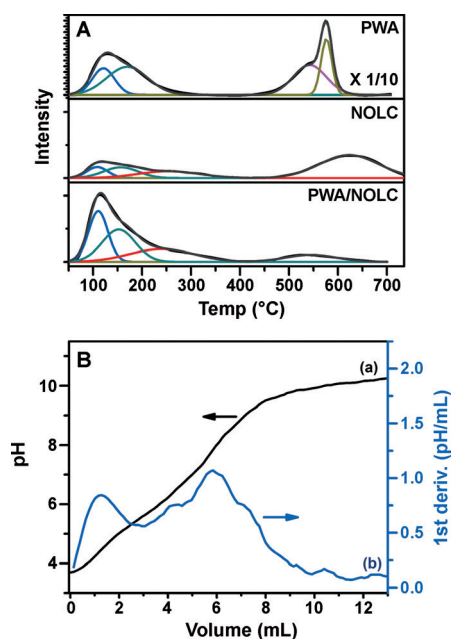 A
PWA
X 1/10
NOLC
PWA/NOLC
Intensity
100 200 300 400 500 600 700
Temp (°C)
B
(a)
(b)
10
8
6
4
pH
2.0
1.5
1.0
0.5
0.0
1st deriv. (pH/mL)
0 2 4 6 8 10 12
Volume (mL)